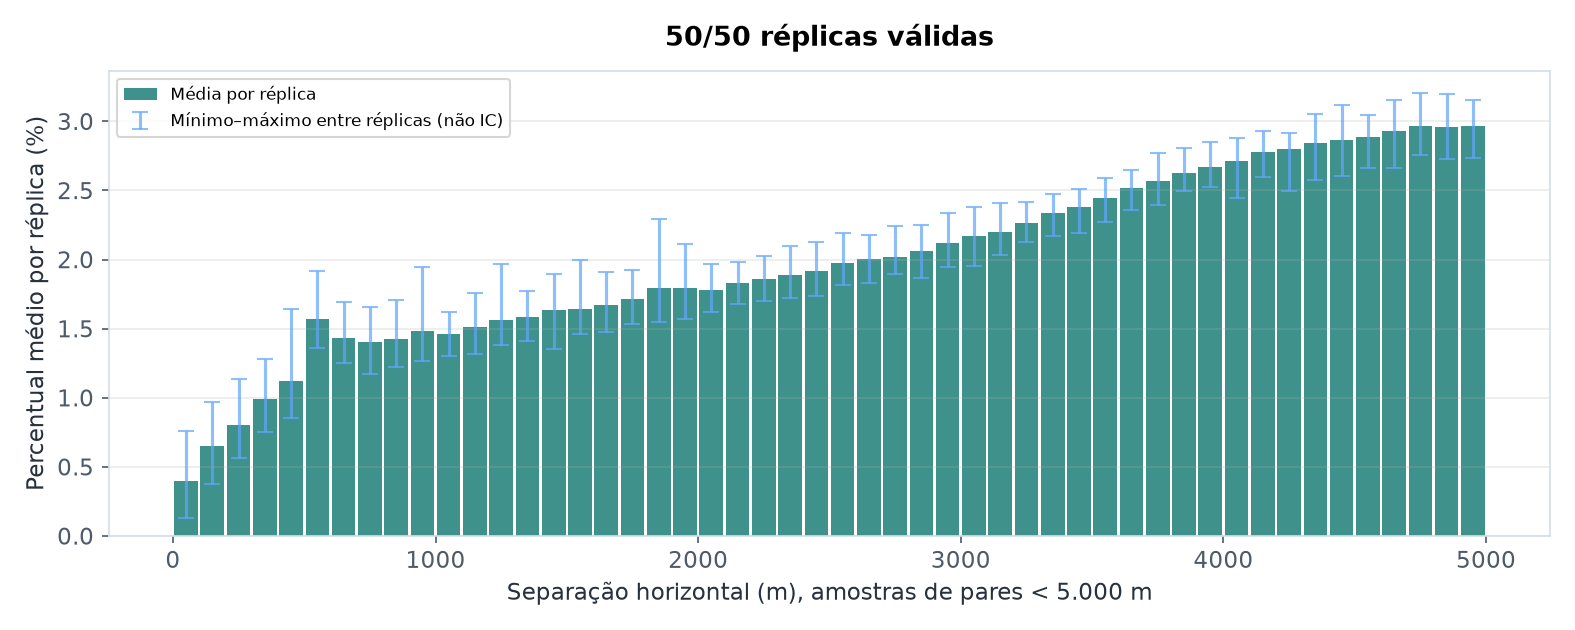 50/50 réplicas válidas
Média por réplica
Mínimo–máximo entre réplicas (não IC)
Percentual médio por réplica (%)
3.0
2.5
2.0
1.5
1.0
0.5
0.0
0 1000 2000 3000 4000 5000
Separação horizontal (m), amostras de pares < 5.000 m